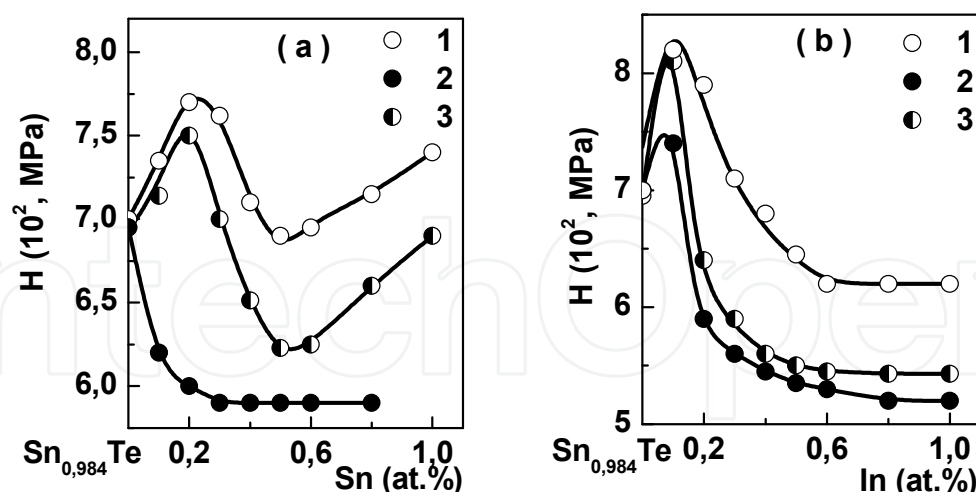 ( a )
1
2
3
8,0
7,5
7,0
6,5
6,0
H (10², MPa)
Sn₀,₉₈₄Te 0,2 0,6 1,0
Sn (at.%)
( b )
1
2
3
8
7
6
5
H (10², MPa)
Sn₀,₉₈₄Te 0,2 0,6 1,0
In (at.%)
ntechOpe